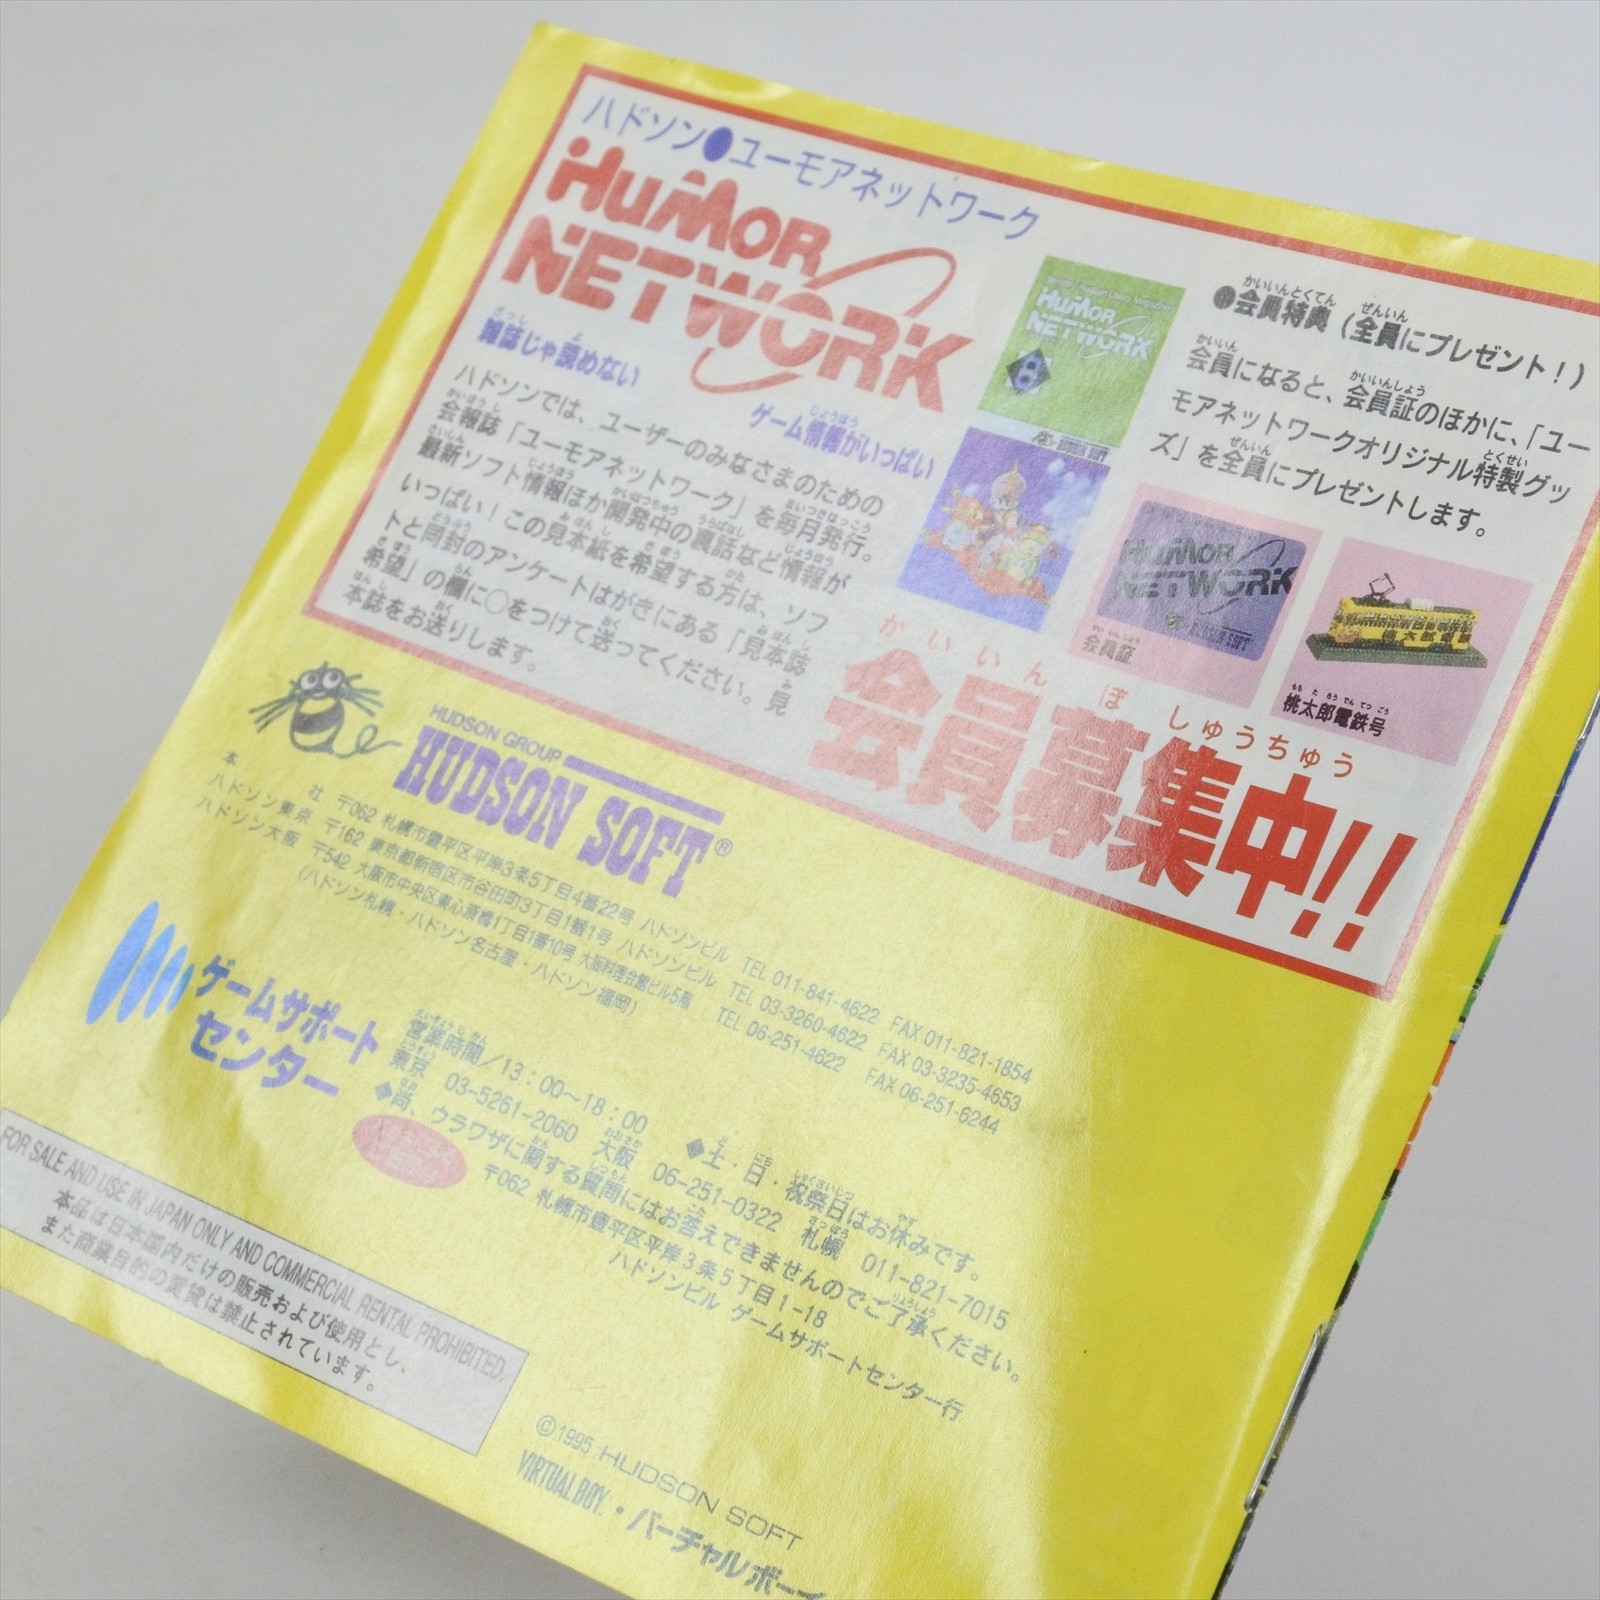 ハドソン●ユーモアネットワーク
HuMOR
NETWORK
雑誌じゃ読めない
ゲーム情報がいっぱい
ハドソンでは、ユーザーのみなさまのための
会報誌「ユーモアネットワーク」を毎月発行。
最新ソフト情報ほか開発中の裏話など情報が
いっぱい！この見本紙を希望する方は、ソフ
トと同封のアンケートはがきにある「見本誌
希望」の欄に○をつけて送ってください。見
本誌をお送りします。
HuMOR
NETWORK
●会員特典（全員にプレゼント！）
会員になると、会員証のほかに、「ユー
モアネットワークオリジナル特製グッ
ズ」を全員にプレゼントします。
HuMOR
NETWORK
HUDSON SOFT
会員証
桃太郎電鉄号
かいいんぼしゅうちゅう
会員募集中!!
HUDSON GROUP
HUDSON SOFT®
本社 〒062 札幌市豊平区平岸3条5丁目4番22号 ハドソンビル TEL 011-841-4622 FAX 011-821-1854
ハドソン東京 〒162 東京都新宿区市谷田町3丁目1番1号 ハドソンビル TEL 03-3260-4622 FAX 03-3235-4653
ハドソン大阪 〒542 大阪市中央区東心斎橋1丁目1番10号 大阪料理会館ビル5階 TEL 06-251-4622 FAX 06-251-6244
(ハドソン札幌・ハドソン名古屋・ハドソン福岡)
ゲームサポート
センター
営業時間/13：00〜18：00 ◆土・日・祝祭日はお休みです。
東京 03-5261-2060 大阪 06-251-0322 札幌 011-821-7015
◆尚、ウラワザに関する質問にはお答えできませんのでご了承ください。
〒062 札幌市豊平区平岸3条5丁目1-18
ハドソンビル ゲームサポートセンター行
FOR SALE AND USE IN JAPAN ONLY AND COMMERCIAL RENTAL PROHIBITED.
本品は日本国内だけの販売および使用とし、
また商業目的の賃貸は禁止されています。
©1995 HUDSON SOFT
VIRTUAL BOY・バーチャルボーイ